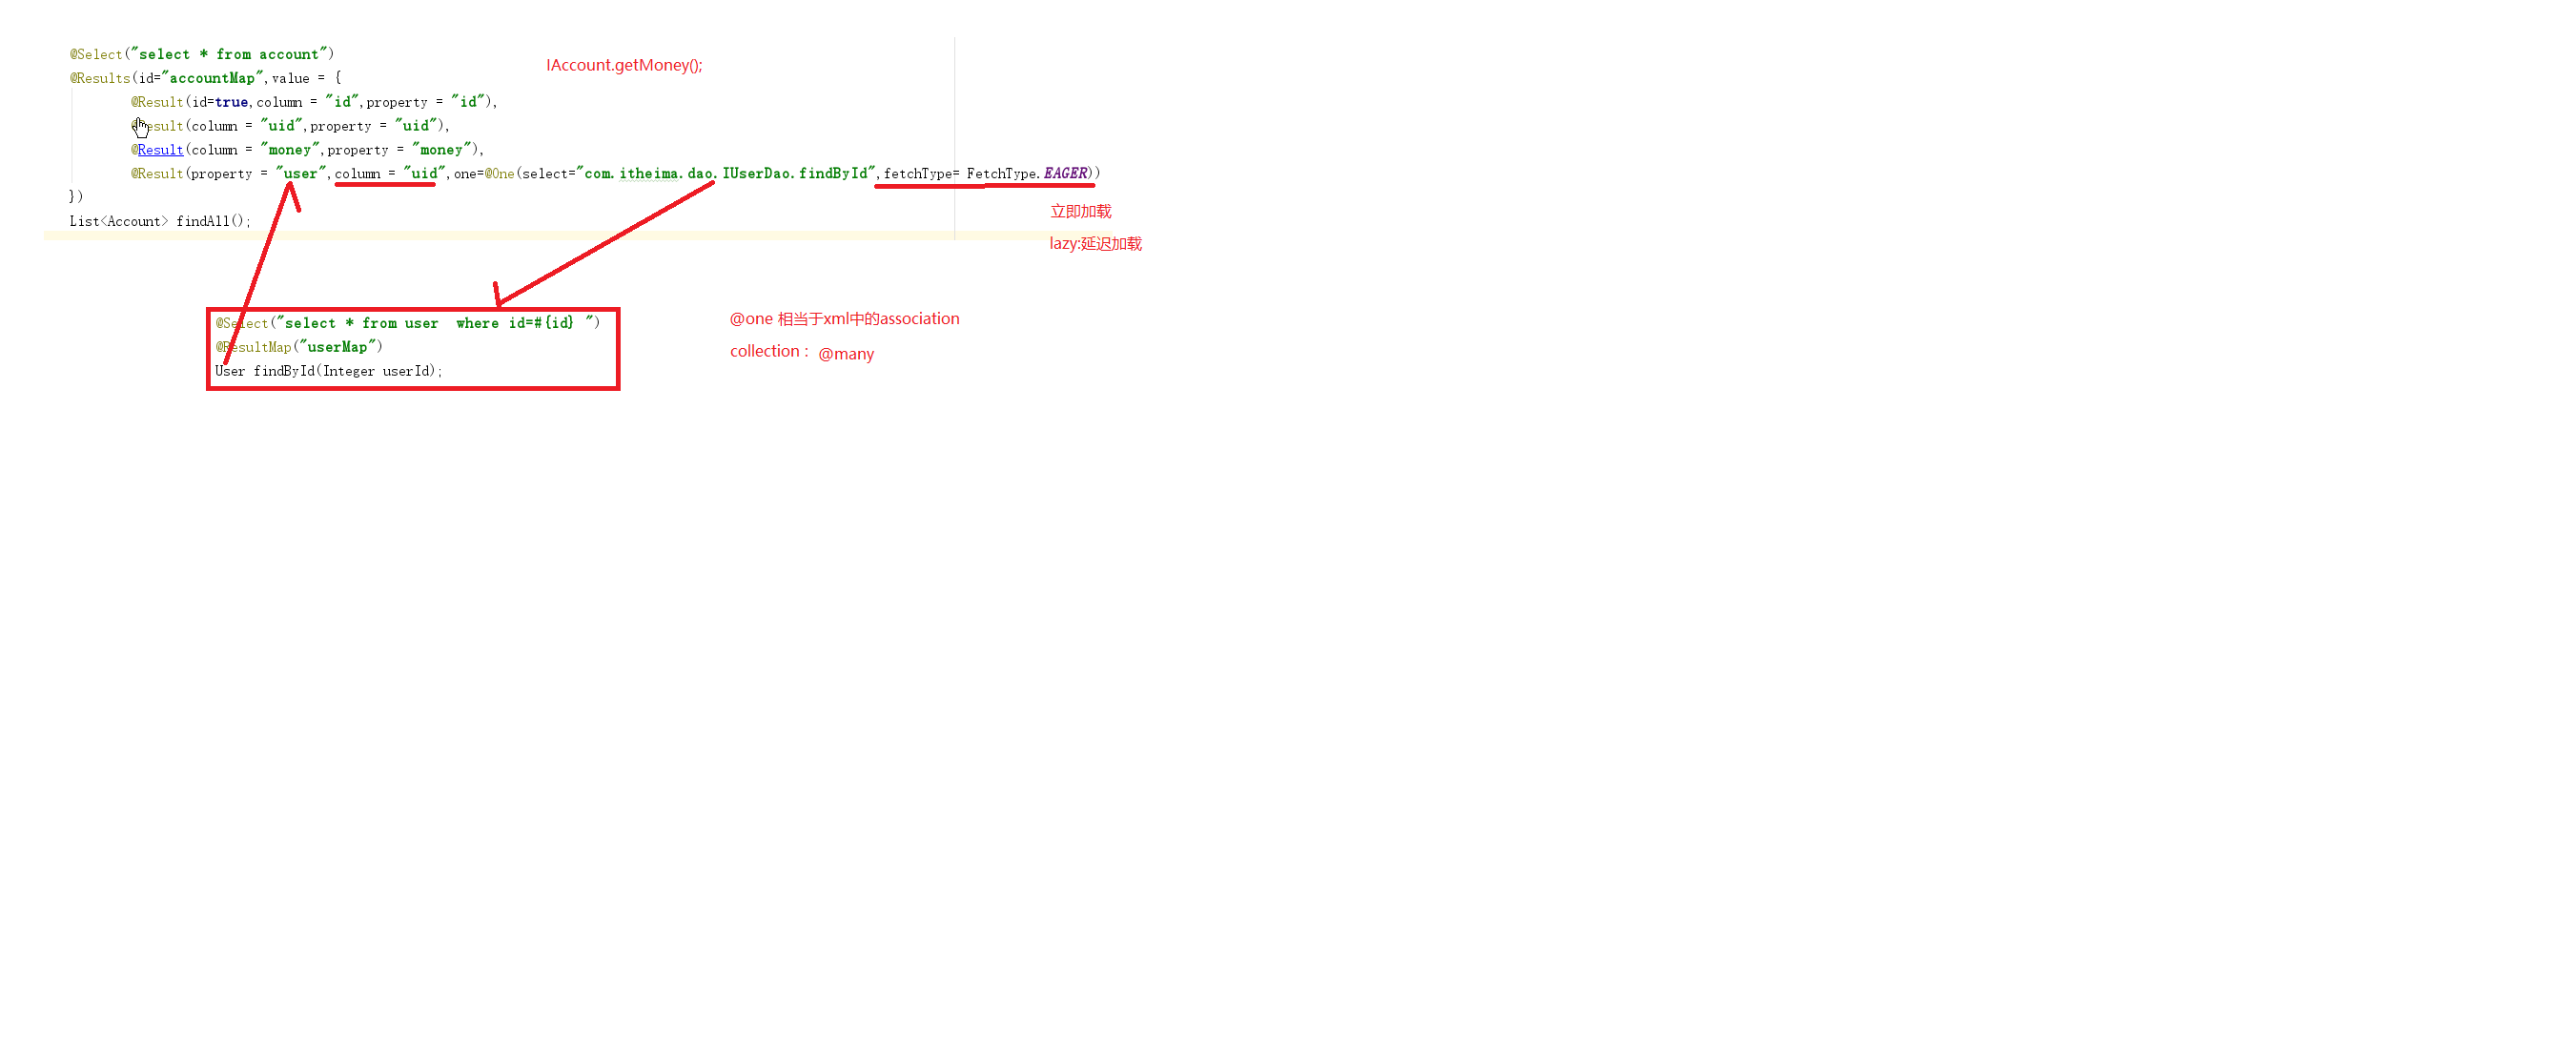 @Select("select * from account")
IAccount.getMoney();
@Results(id="accountMap",value = {
@Result(id=true,column = "id",property = "id"),
@Result(column = "uid",property = "uid"),
@Result(column = "money",property = "money"),
@Result(property = "user",column = "uid",one=@One(select="com.itheima.dao.IUserDao.findById",fetchType= FetchType.EAGER))
})
List<Account> findAll();
立即加载
lazy:延迟加载
@Select("select * from user  where id=#{id} ")
@ResultMap("userMap")
User findById(Integer userId);
@one 相当于xml中的association
collection： @many